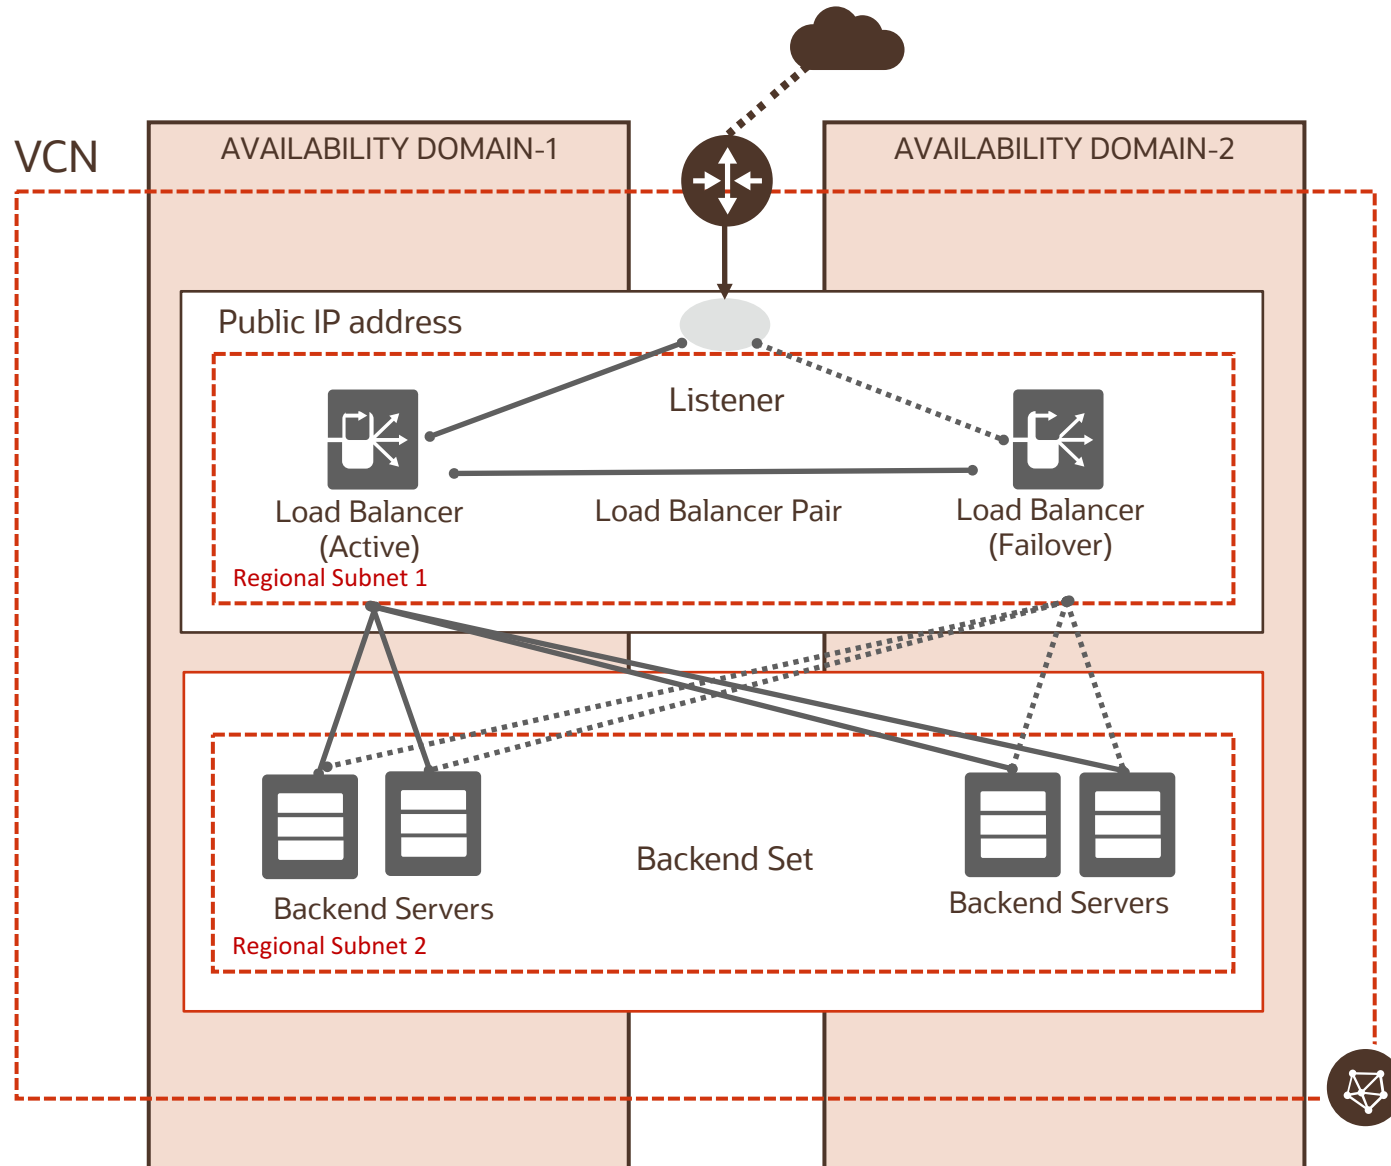 VCN
AVAILABILITY DOMAIN-1
AVAILABILITY DOMAIN-2
Public IP address
Listener
Load Balancer
(Active)
Load Balancer Pair
Load Balancer
(Failover)
Regional Subnet 1
Backend Set
Backend Servers
Backend Servers
Regional Subnet 2